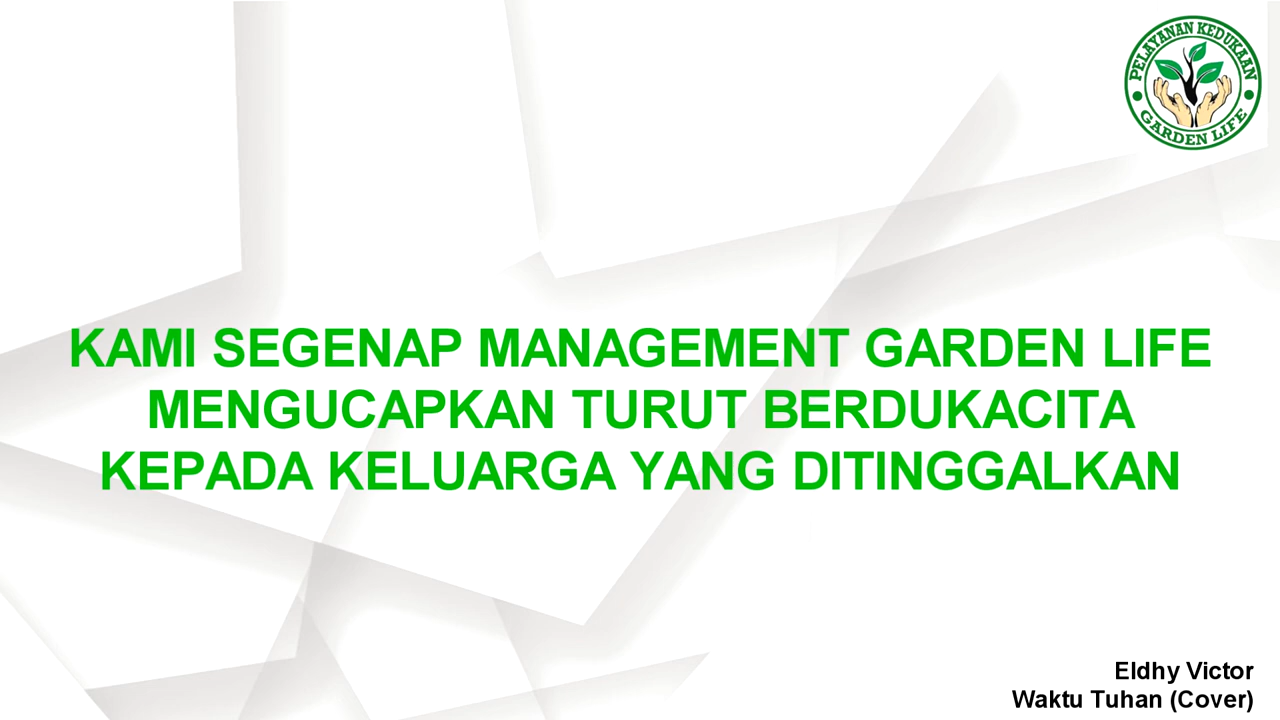 PELAYANAN KEDUKAAN
GARDEN LIFE
KAMI SEGENAP MANAGEMENT GARDEN LIFE
MENGUCAPKAN TURUT BERDUKACITA
KEPADA KELUARGA YANG DITINGGALKAN
Eldhy Victor
Waktu Tuhan (Cover)